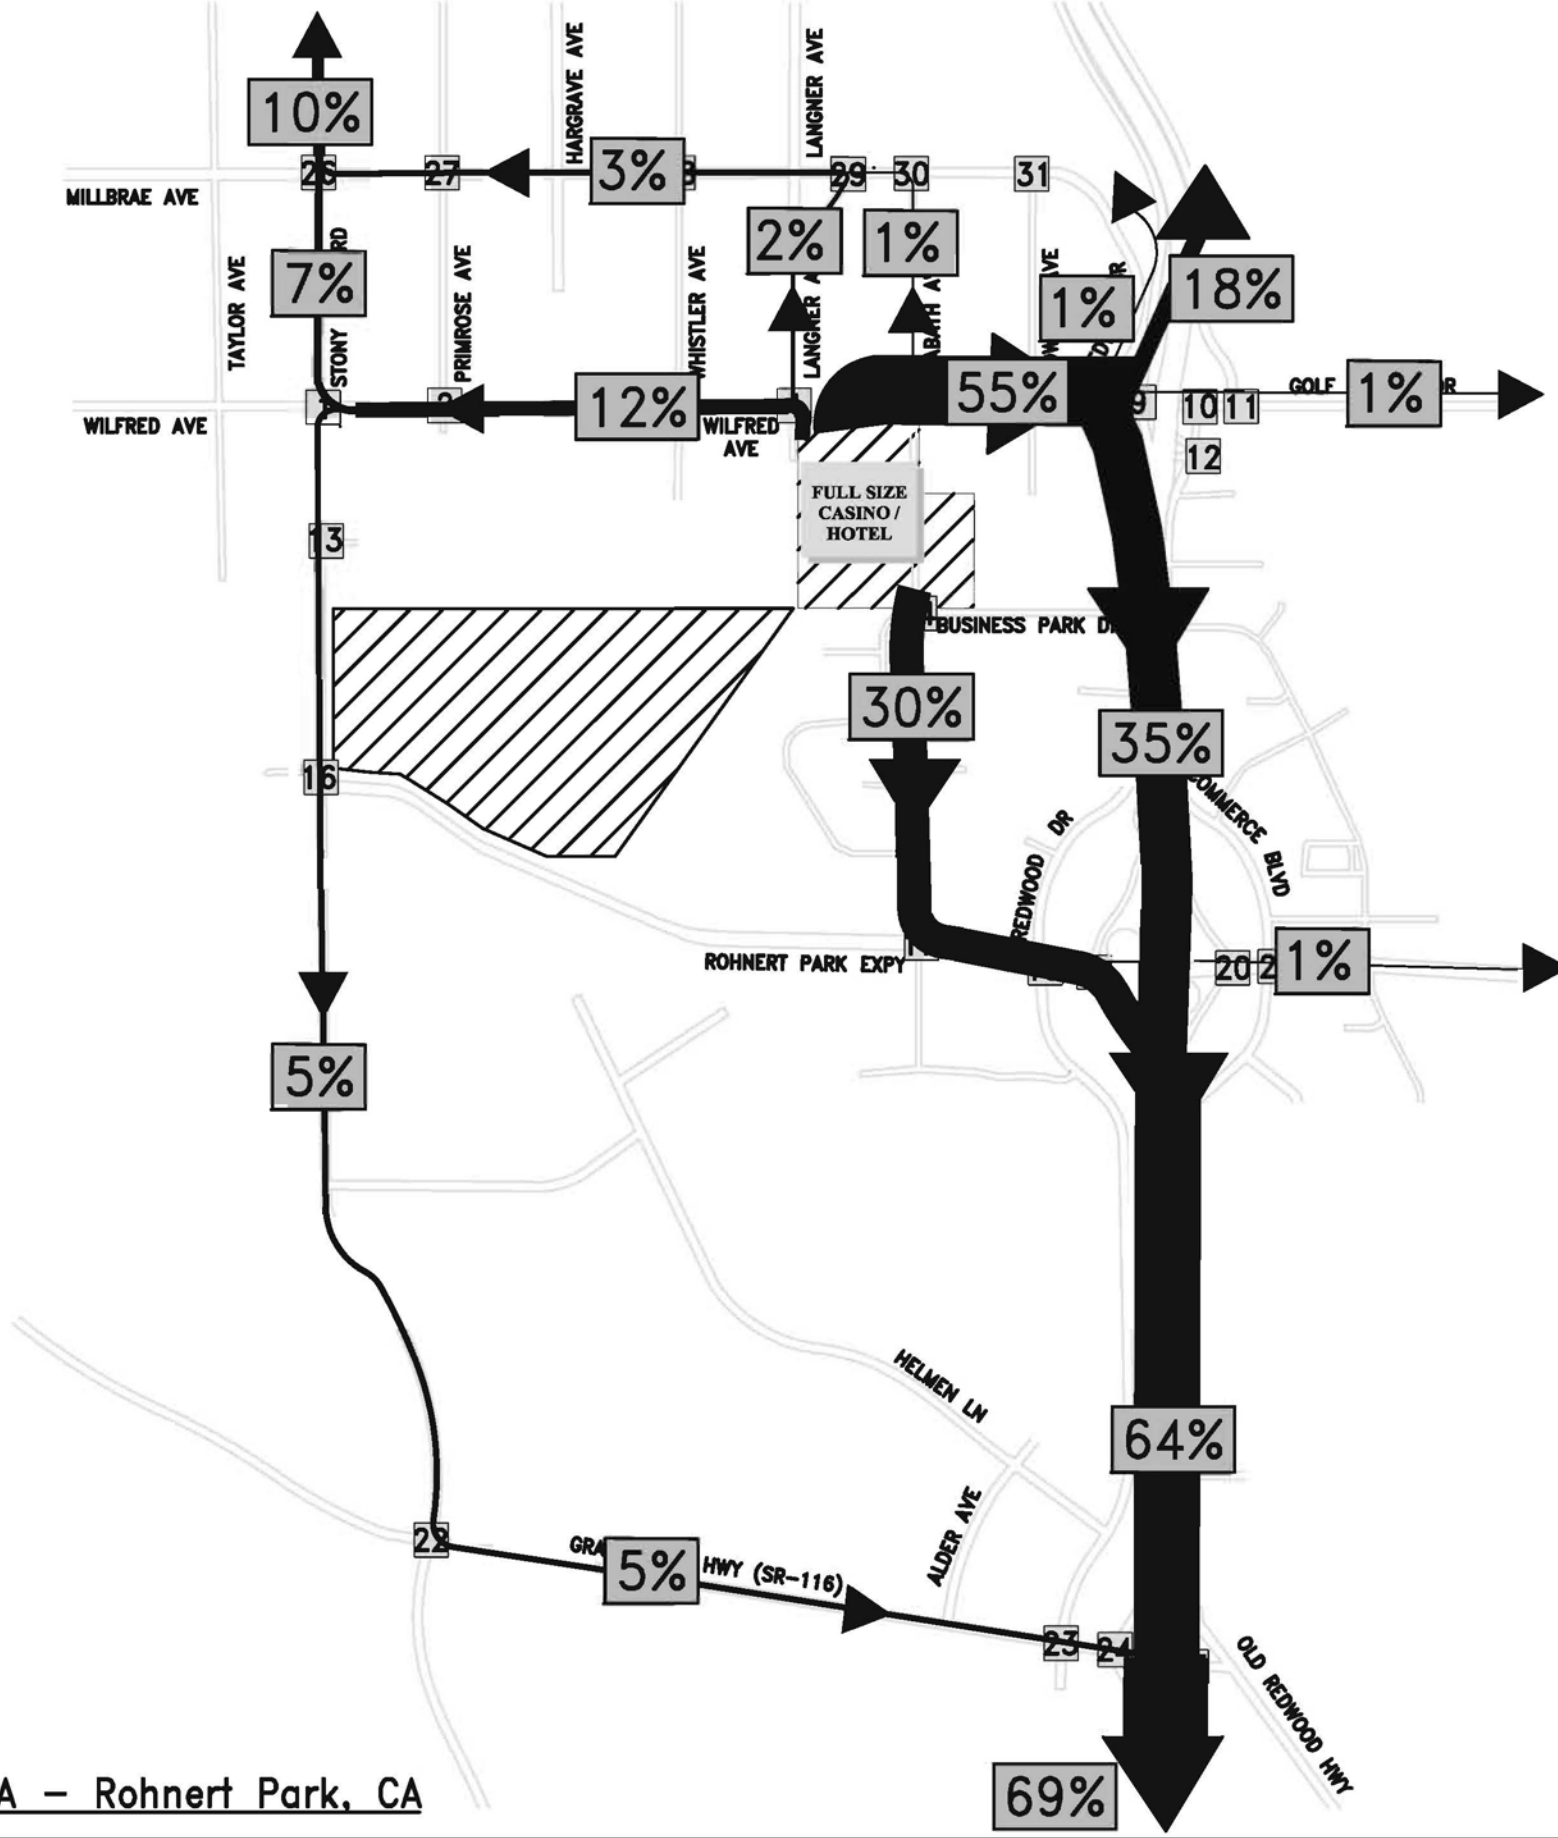 HARGRAVE AVE
LANGNER AVE
10%
26
27
3%
29
30
31
MILLBRAE AVE
2%
1%
TAYLOR AVE
7%
STONY
RD
PRIMROSE AVE
WHISTLER AVE
LANGNER
1%
18%
55%
12%
WILFRED AVE
WILFRED
AVE
9
10
11
GOLF
1%
12
FULL SIZE
CASINO /
HOTEL
13
BUSINESS PARK
30%
35%
16
COMMERCE BLVD
REDWOOD DR
ROHNERT PARK EXPY
20
1%
5%
HELMEN LN
64%
22
5%
HWY (SR-116)
ALDER AVE
23
24
OLD REDWOOD HWY
A – Rohnert Park, CA
69%